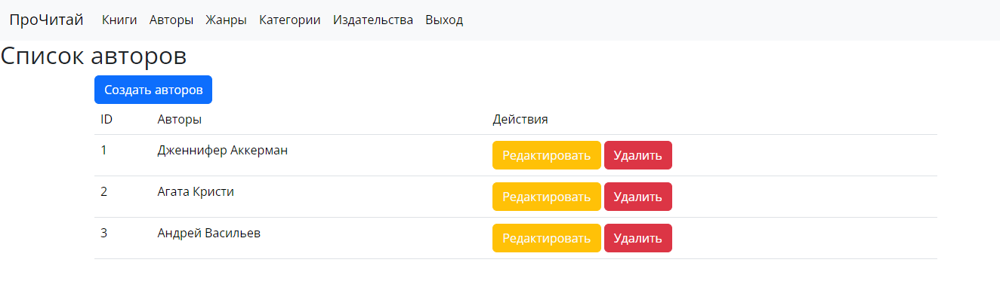 ПроЧитай Книги Авторы Жанры Категории Издательства Выход
Список авторов
Создать авторов
ID Авторы Действия
1 Дженнифер Аккерман Редактировать Удалить
2 Агата Кристи Редактировать Удалить
3 Андрей Васильев Редактировать Удалить